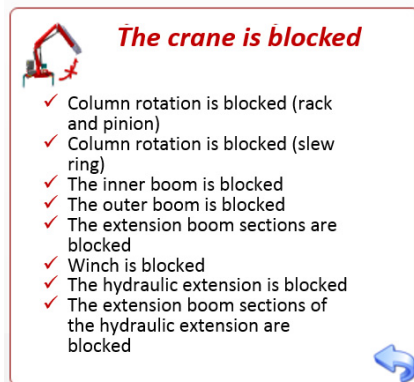 The crane is blocked
✓ Column rotation is blocked (rack
and pinion)
✓ Column rotation is blocked (slew
ring)
✓ The inner boom is blocked
✓ The outer boom is blocked
✓ The extension boom sections are
blocked
✓ Winch is blocked
✓ The hydraulic extension is blocked
✓ The extension boom sections of
the hydraulic extension are
blocked